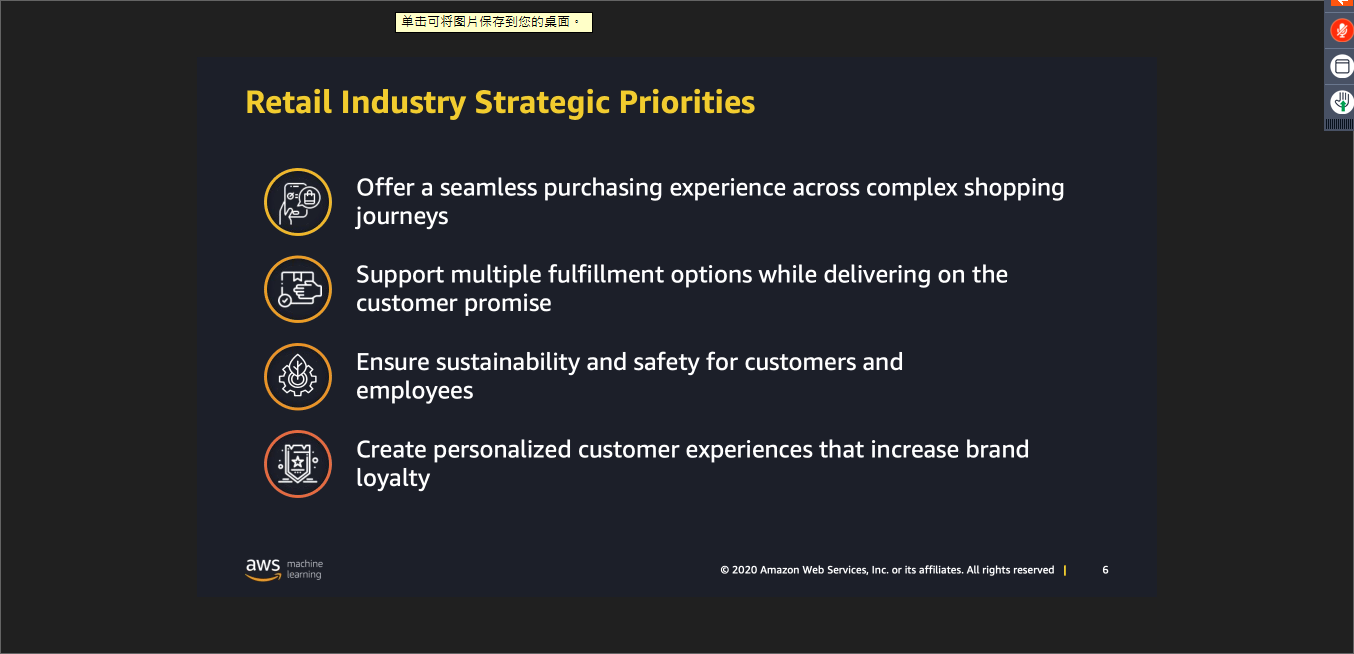 单击可将图片保存到您的桌面。
Retail Industry Strategic Priorities
Offer a seamless purchasing experience across complex shopping
journeys
Support multiple fulfillment options while delivering on the
customer promise
Ensure sustainability and safety for customers and
employees
Create personalized customer experiences that increase brand
loyalty
aws machine
learning
© 2020 Amazon Web Services, Inc. or its affiliates. All rights reserved |
6